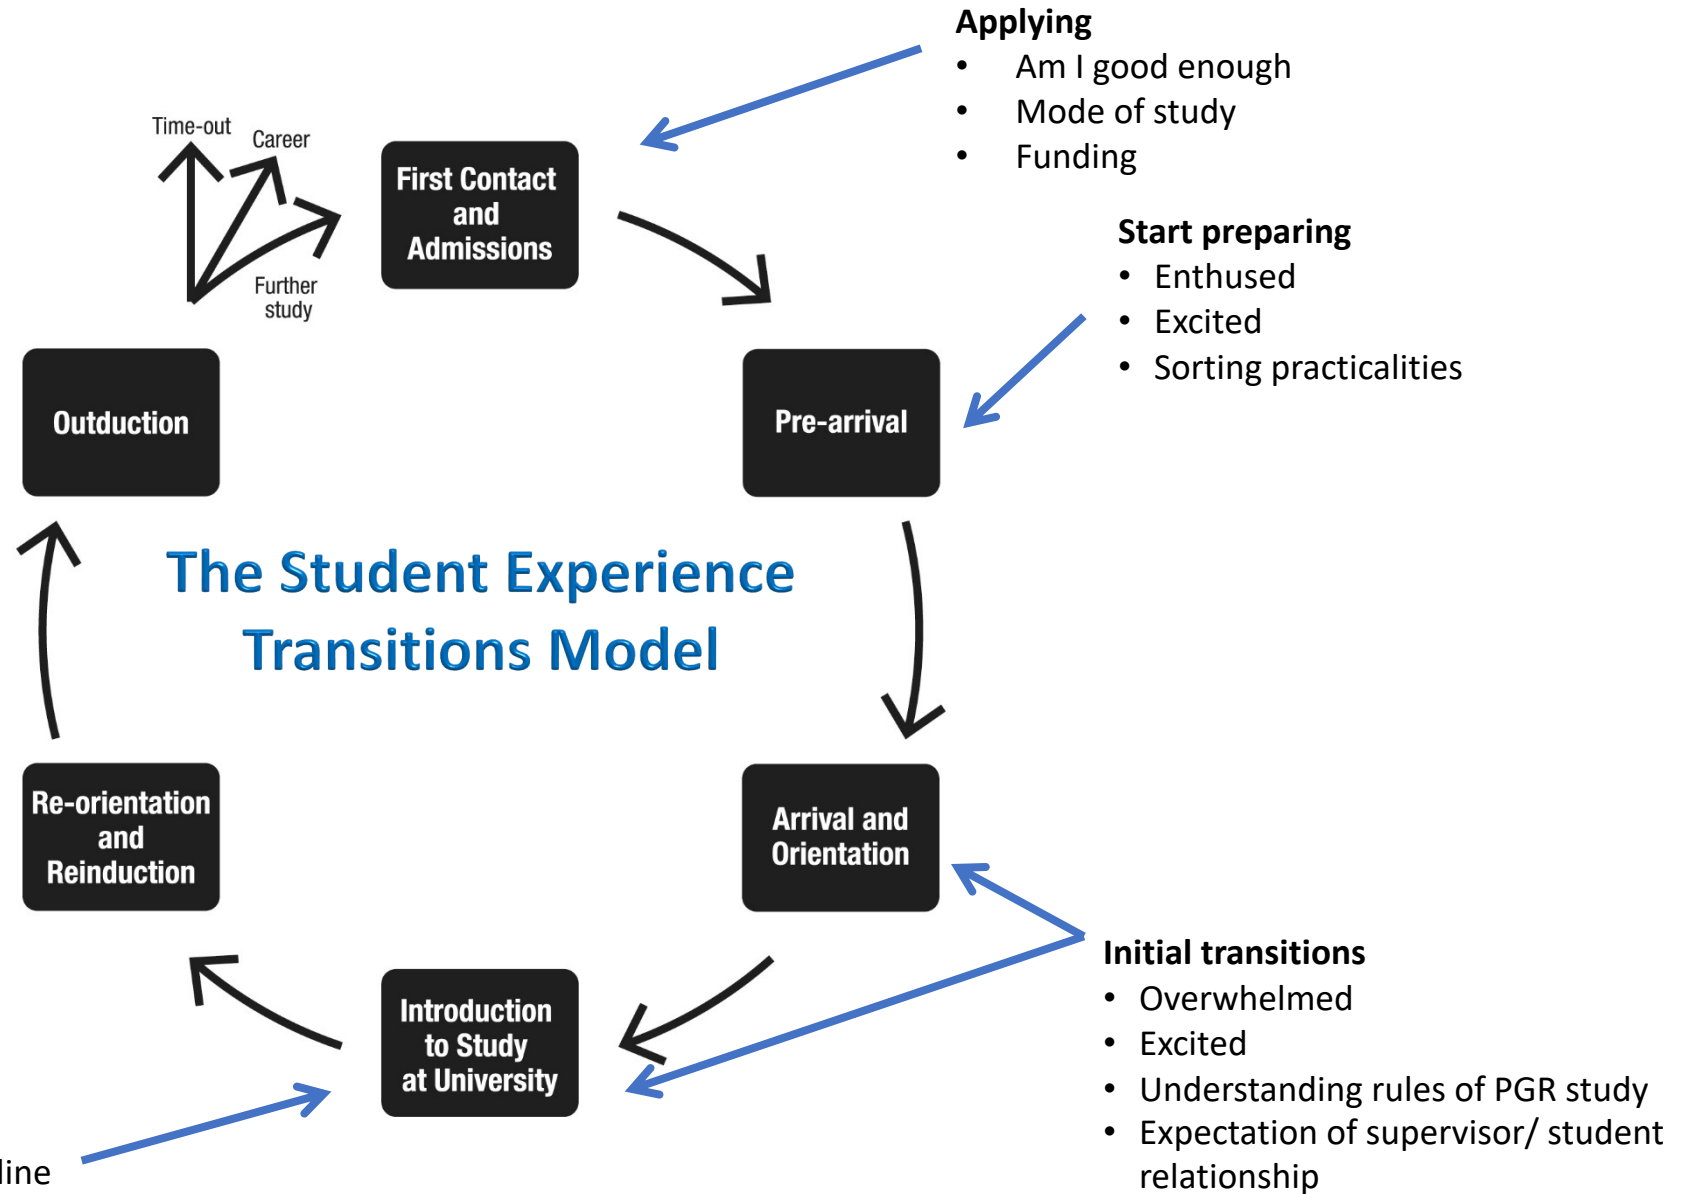 Applying
• Am I good enough
• Mode of study
• Funding
Time-out
Career
Further
study
First Contact
and
Admissions
Start preparing
• Enthused
• Excited
• Sorting practicalities
Outduction
Pre-arrival
The Student Experience
Transitions Model
Re-orientation
and
Reinduction
Arrival and
Orientation
Introduction
to Study
at University
Initial transitions
• Overwhelmed
• Excited
• Understanding rules of PGR study
• Expectation of supervisor/ student
relationship